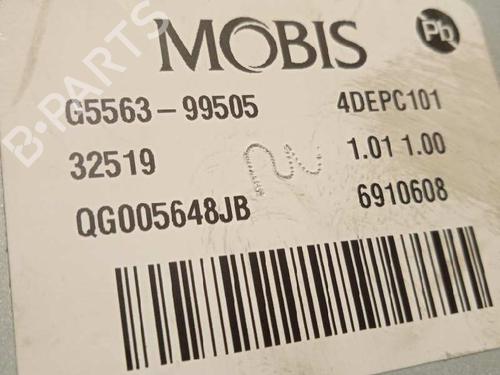 MOBIS
Pb
G5563-99505 4DEPC101
32519 1.01 1.00
QG005648JB 6910608
B-PARTS